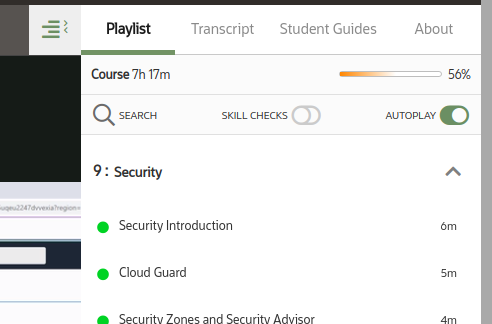 Playlist Transcript Student Guides About
Course 7h 17m 56%
SEARCH SKILL CHECKS AUTOPLAY
9 : Security
Security Introduction 6m
Cloud Guard 5m
Security Zones and Security Advisor 4m